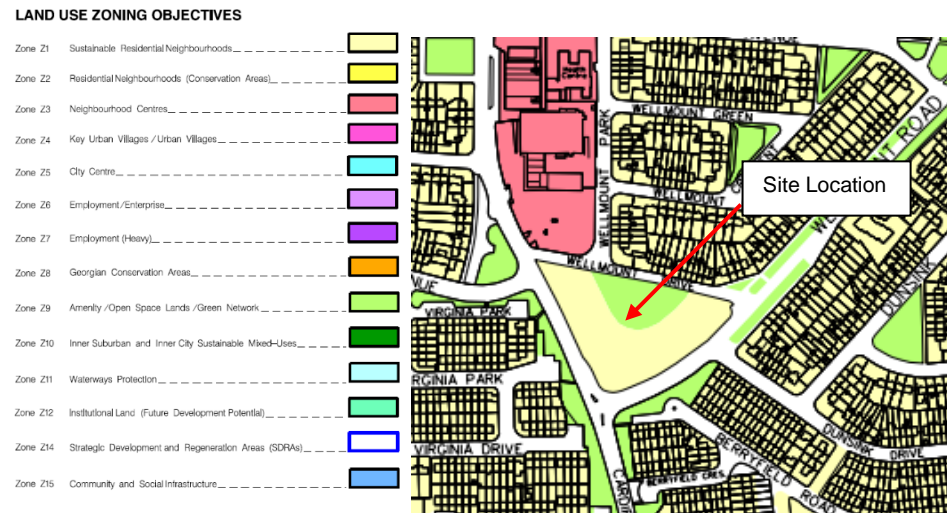 LAND USE ZONING OBJECTIVES
Zone Z1 Sustainable Residential Neighbourhoods
Zone Z2 Residential Neighbourhoods (Conservation Areas)
Zone Z3 Neighbourhood Centres
Zone Z4 Key Urban Villages / Urban Villages
Zone Z5 City Centre
Zone Z6 Employment/Enterprise
Zone Z7 Employment (Heavy)
Zone Z8 Georgian Conservation Areas
Zone Z9 Amenity /Open Space Lands /Green Network
Zone Z10 Inner Suburban and Inner City Sustainable Mixed-Uses
Zone Z11 Waterways Protection
Zone Z12 Institutional Land (Future Development Potential)
Zone Z14 Strategic Development and Regeneration Areas (SDRAs)
Zone Z15 Community and Social Infrastructure
WELLMOUNT GREEN
WELLMOUNT PARK
ROAD
Site Location
WELLMOUNT
WELLMOUNT DRIVE
DUNSINK
VIRGINIA PARK
PARK
VIRGINIA DRIVE
DUNSINK DRIVE
BERRYFIELD ROAD
BERRYFIELD CRES.